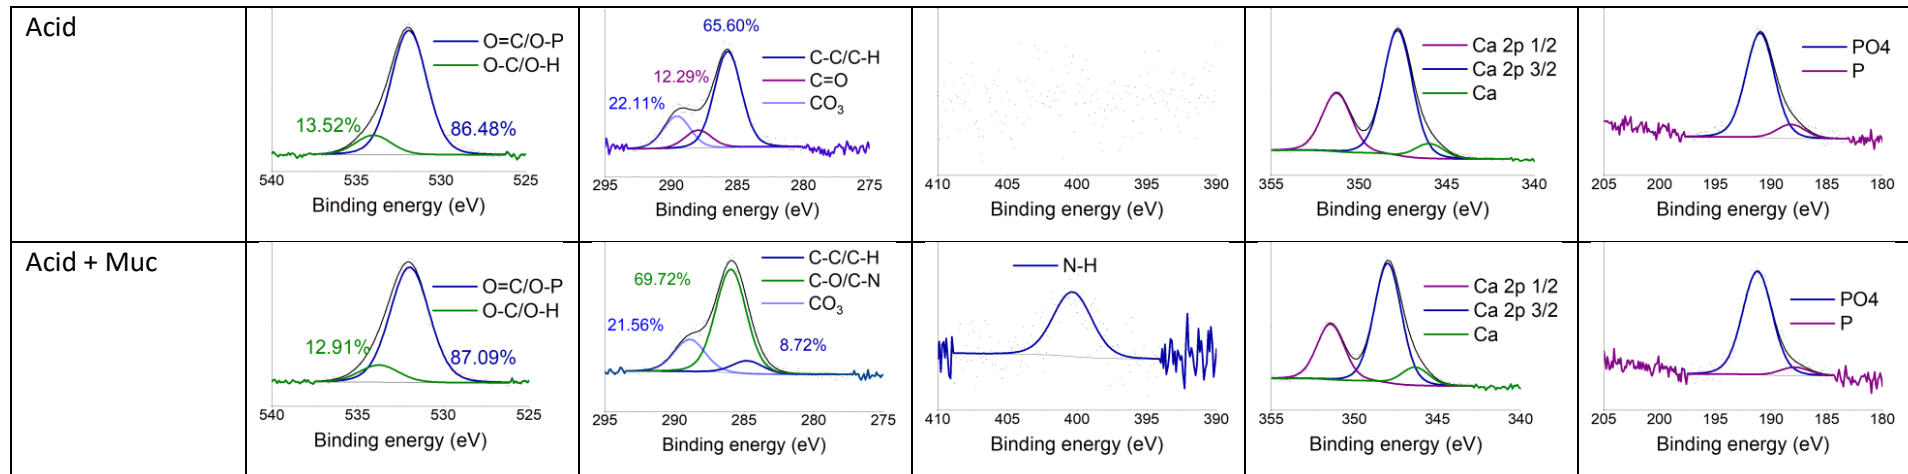 Acid
O=C/O-P
O-C/O-H
13.52%
86.48%
540 535 530 525
Binding energy (eV)
65.60%
C-C/C-H
12.29%
C=O
22.11%
CO3
295 290 285 280 275
Binding energy (eV)
410 405 400 395 390
Binding energy (eV)
Ca 2p 1/2
Ca 2p 3/2
Ca
355 350 345 340
Binding energy (eV)
PO4
P
205 200 195 190 185 180
Binding energy (eV)
Acid + Muc
O=C/O-P
O-C/O-H
12.91%
87.09%
540 535 530 525
Binding energy (eV)
C-C/C-H
69.72%
C-O/C-N
CO3
21.56%
8.72%
295 290 285 280 275
Binding energy (eV)
N-H
410 405 400 395 390
Binding energy (eV)
Ca 2p 1/2
Ca 2p 3/2
Ca
355 350 345 340
Binding energy (eV)
PO4
P
205 200 195 190 185 180
Binding energy (eV)